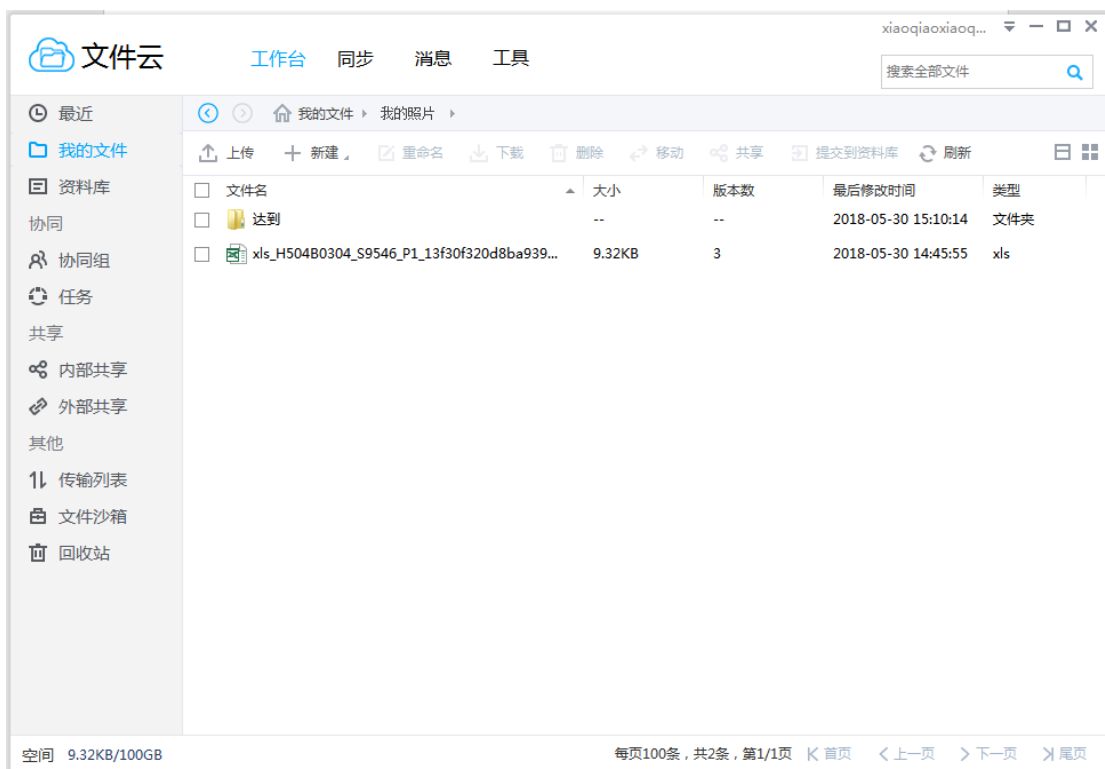 xiaoqiaoxiaoq...
文件云 工作台 同步 消息 工具
搜索全部文件
最近
我的文件
资料库
协同
协同组
任务
共享
内部共享
外部共享
其他
传输列表
文件沙箱
回收站
我的文件 我的照片
上传 新建 重命名 下载 删除 移动 共享 提交到资料库 刷新
文件名 大小 版本数 最后修改时间 类型
达到 -- -- 2018-05-30 15:10:14 文件夹
xls_H504B0304_S9546_P1_13f30f320d8ba939... 9.32KB 3 2018-05-30 14:45:55 xls
空间 9.32KB/100GB
每页100条，共2条，第1/1页 首页 上一页 下一页 尾页